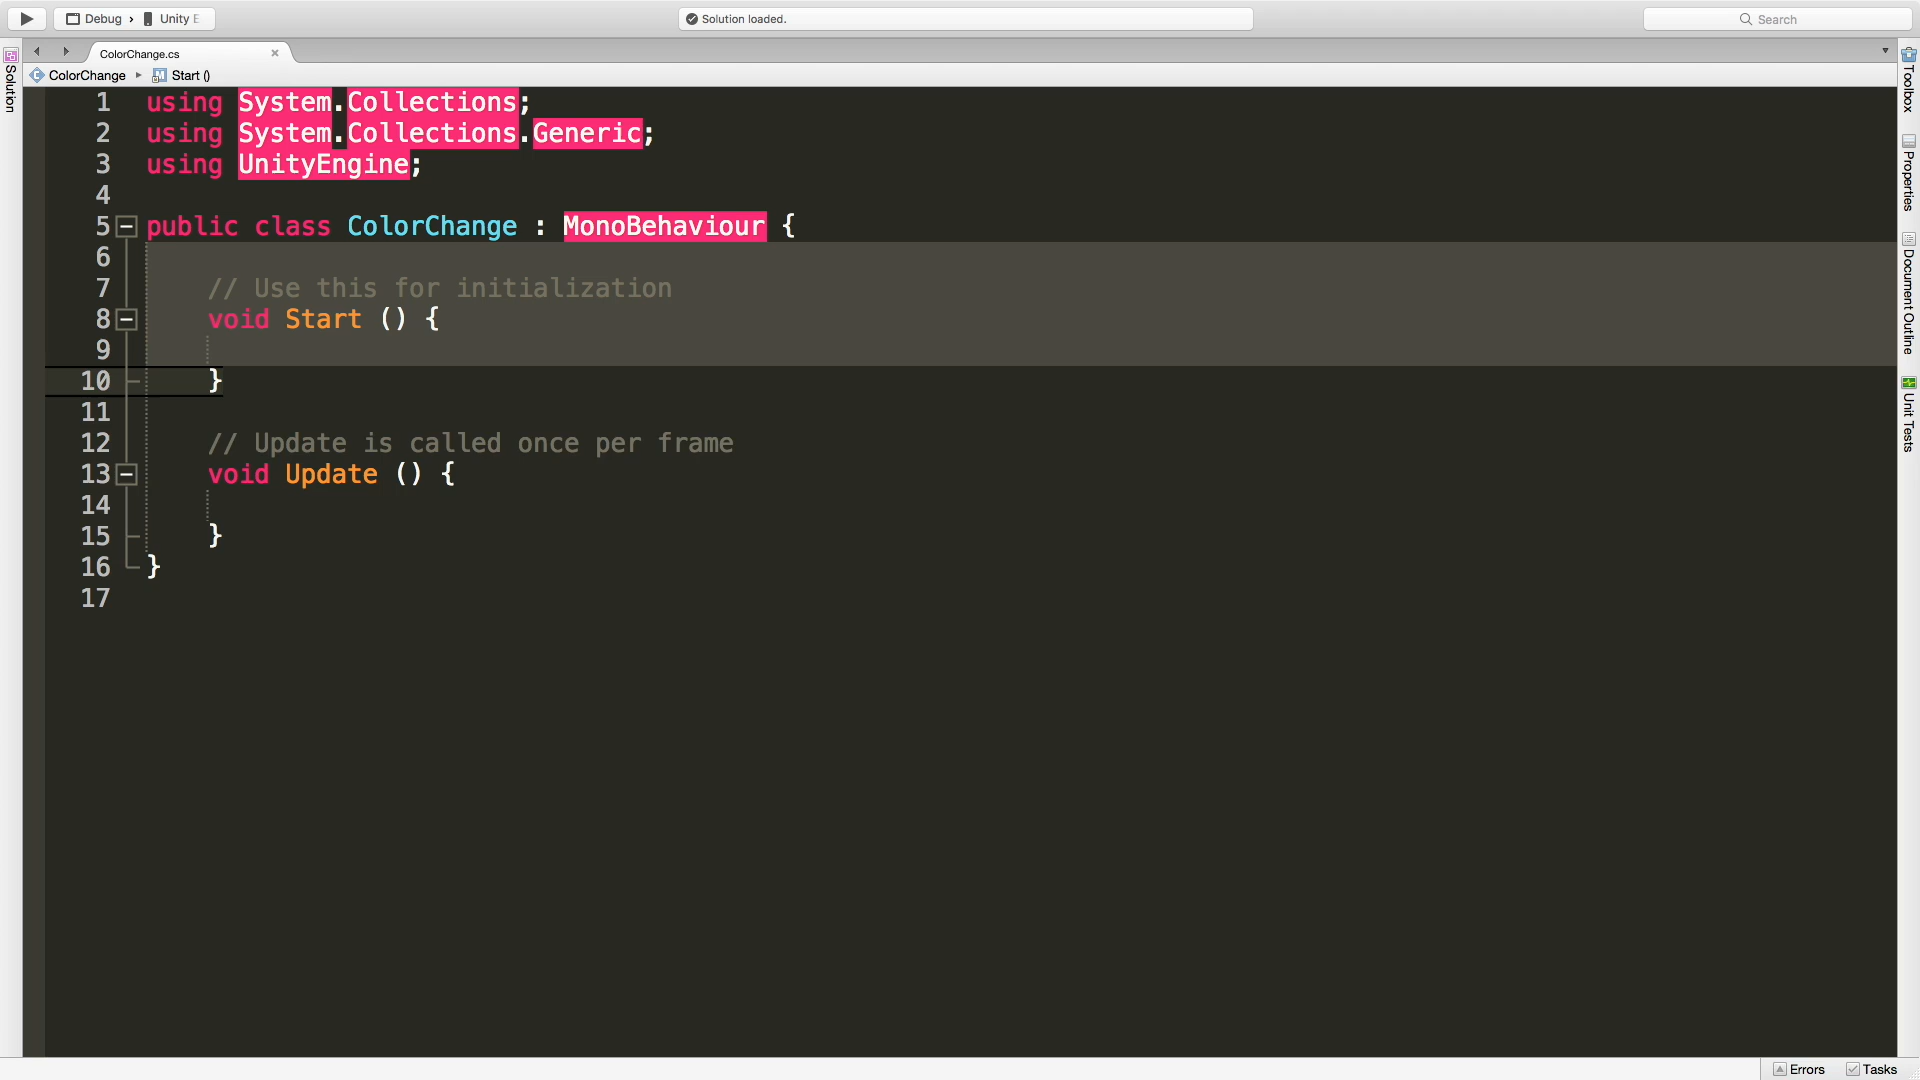 Debug › Unity E
Solution loaded.
Search
ColorChange.cs
ColorChange ▸ Start ()
Solution
1 using System.Collections;
2 using System.Collections.Generic;
3 using UnityEngine;
4
5 public class ColorChange : MonoBehaviour {
6
7 // Use this for initialization
8 void Start () {
9
10 }
11
12 // Update is called once per frame
13 void Update () {
14
15 }
16 }
17
Toolbox
Properties
Document Outline
Unit Tests
Errors
Tasks